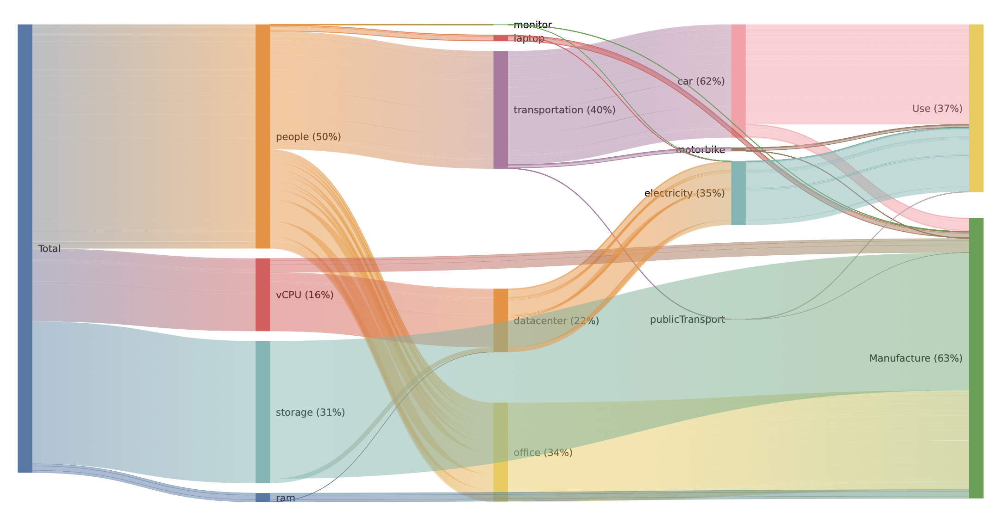 Total
people (50%)
vCPU (16%)
storage (31%)
ram
monitor
laptop
transportation (40%)
datacenter (22%)
office (34%)
car (62%)
motorbike
electricity (35%)
publicTransport
Use (37%)
Manufacture (63%)